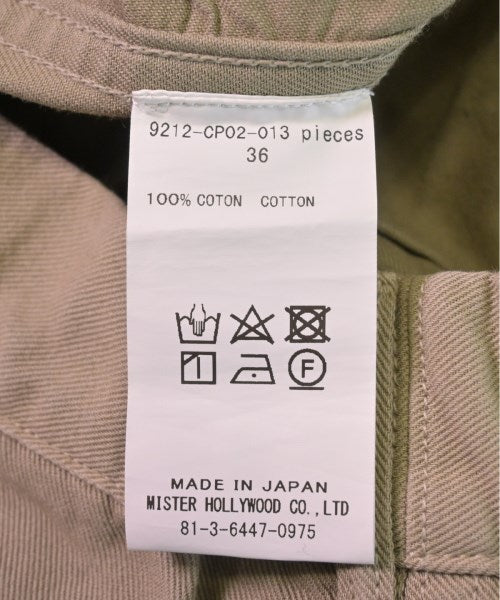 9212-CP02-013 pieces
36
100% COTON COTTON
F
MADE IN JAPAN
MISTER HOLLYWOOD CO.,LTD
81-3-6447-0975